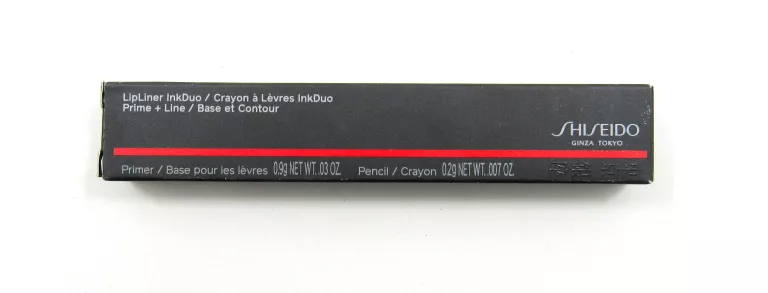 LipLiner InkDuo / Crayon à Lèvres InkDuo
Prime + Line / Base et Contour
SHISEIDO
GINZA TOKYO
Primer / Base pour les lèvres 0.9g NET WT. .03 OZ. Pencil / Crayon 0.2g NET WT. .007 OZ.